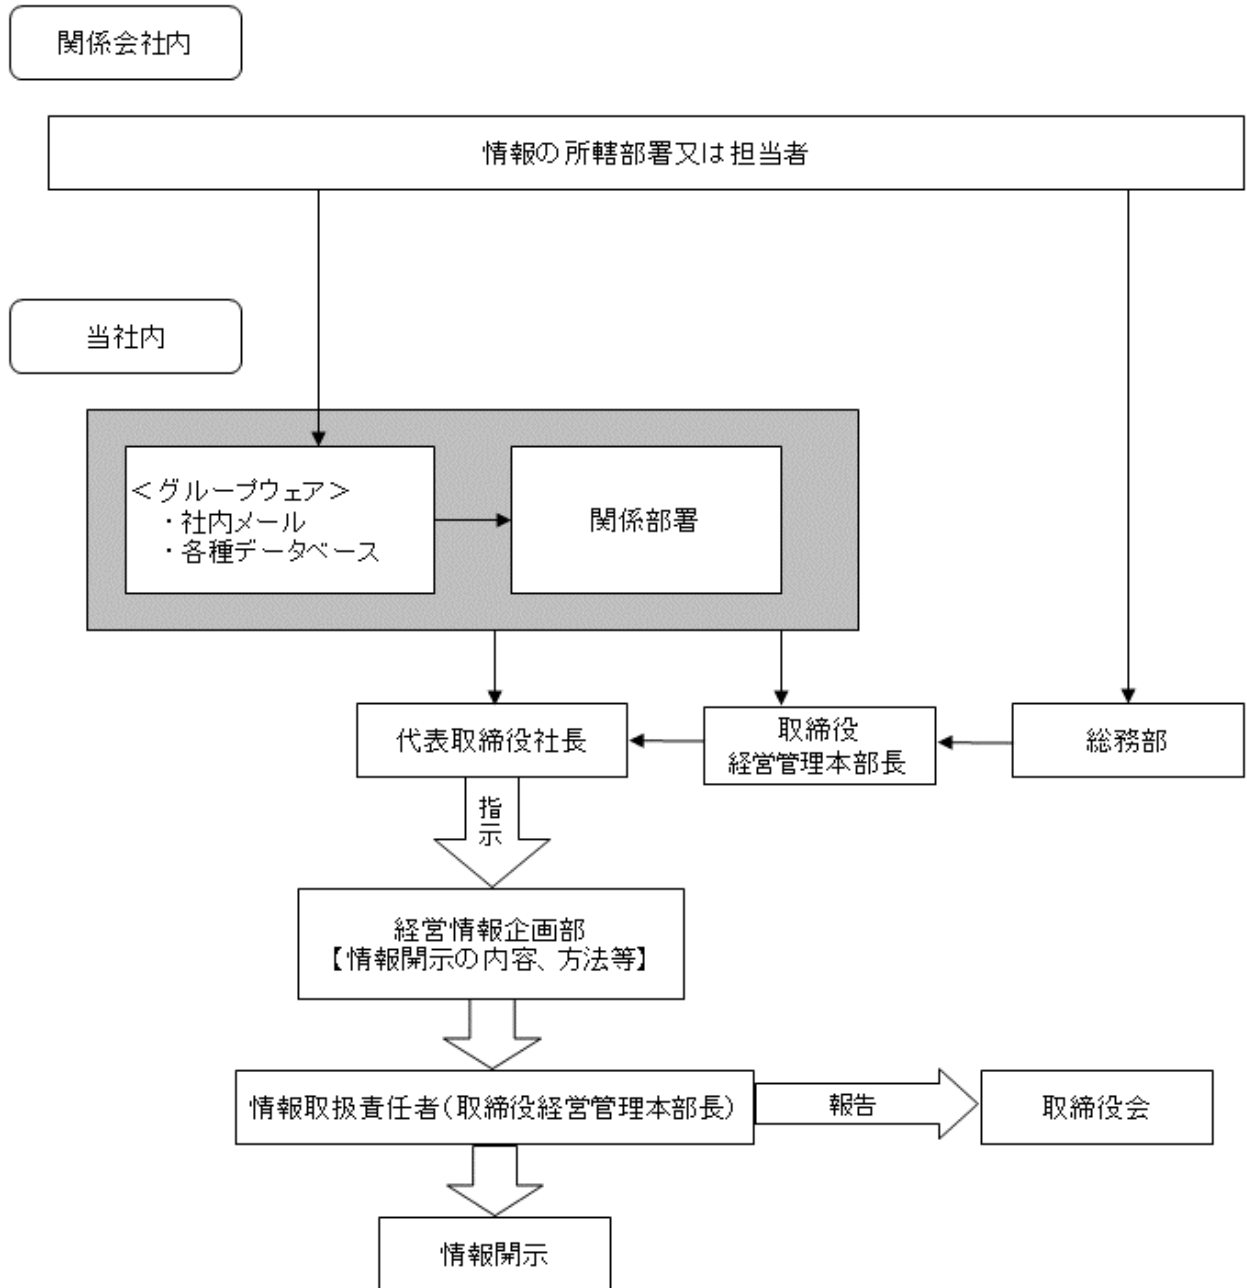 関係会社内
情報の所轄部署又は担当者
当社内
＜グループウェア＞
・社内メール
・各種データベース
関係部署
代表取締役社長
取締役
経営管理本部長
総務部
指
示
経営情報企画部
【情報開示の内容、方法等】
情報取扱責任者(取締役経営管理本部長)
報告
取締役会
情報開示